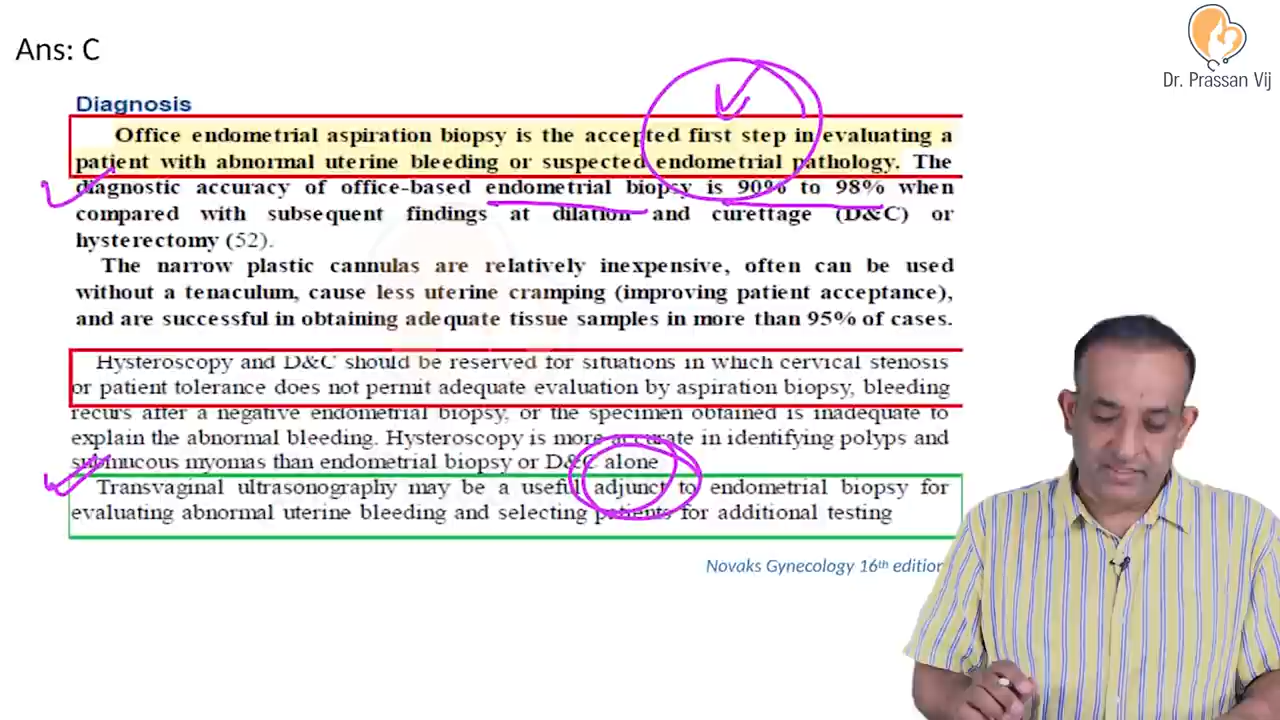 Ans: C
Dr. Prassan Vij
Diagnosis
Office endometrial aspiration biopsy is the accepted first step in evaluating a
patient with abnormal uterine bleeding or suspected endometrial pathology. The
diagnostic accuracy of office-based endometrial biopsy is 90% to 98% when
compared with subsequent findings at dilation and curettage (D&C) or
hysterectomy (52).
The narrow plastic cannulas are relatively inexpensive, often can be used
without a tenaculum, cause less uterine cramping (improving patient acceptance),
and are successful in obtaining adequate tissue samples in more than 95% of cases.
Hysteroscopy and D&C should be reserved for situations in which cervical stenosis
or patient tolerance does not permit adequate evaluation by aspiration biopsy, bleeding
recurs after a negative endometrial biopsy, or the specimen obtained is inadequate to
explain the abnormal bleeding. Hysteroscopy is more accurate in identifying polyps and
submucous myomas than endometrial biopsy or D&C alone
Transvaginal ultrasonography may be a useful adjunct to endometrial biopsy for
evaluating abnormal uterine bleeding and selecting patients for additional testing
Novaks Gynecology 16th edition